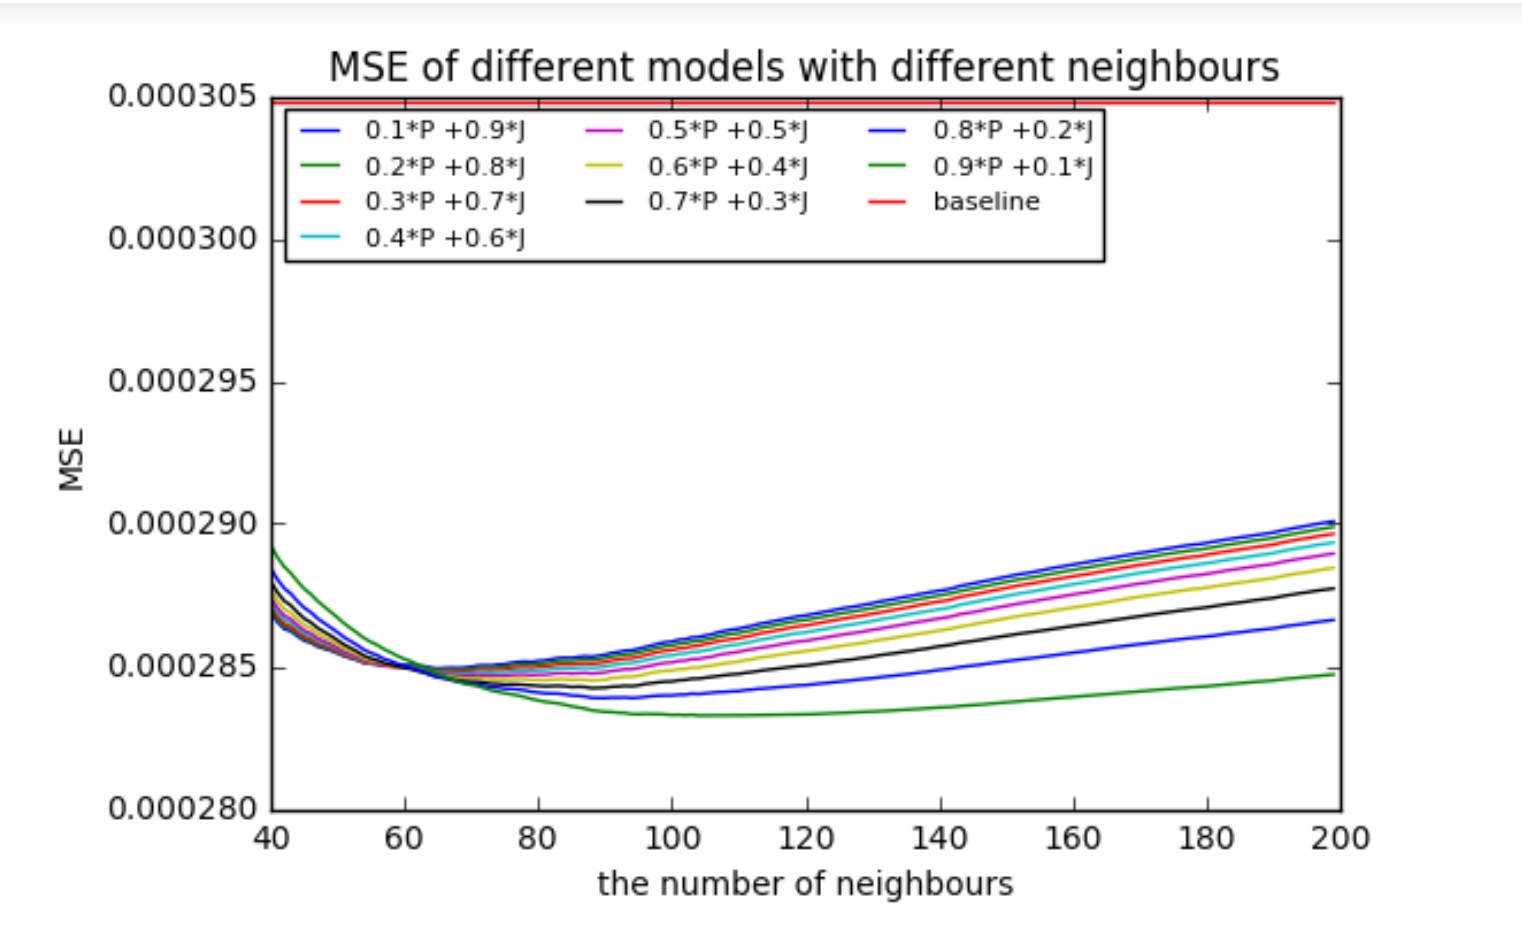 MSE of different models with different neighbours
0.000305
0.1*P +0.9*J
0.5*P +0.5*J
0.8*P +0.2*J
0.2*P +0.8*J
0.6*P +0.4*J
0.9*P +0.1*J
0.3*P +0.7*J
0.7*P +0.3*J
baseline
0.4*P +0.6*J
0.000300
0.000295
MSE
0.000290
0.000285
0.000280
40 60 80 100 120 140 160 180 200
the number of neighbours